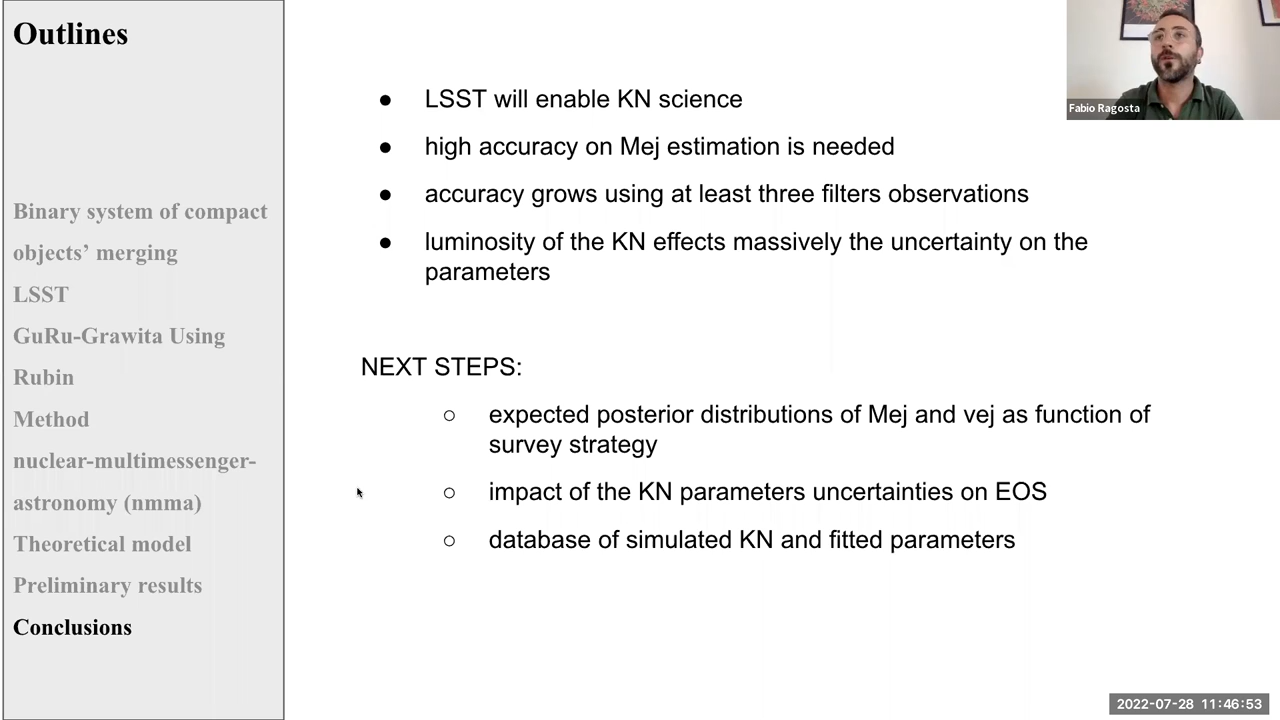 Outlines
Binary system of compact
objects’ merging
LSST
GuRu-Grawita Using
Rubin
Method
nuclear-multimessenger-
astronomy (nmma)
Theoretical model
Preliminary results
Conclusions
● LSST will enable KN science
● high accuracy on Mej estimation is needed
● accuracy grows using at least three filters observations
● luminosity of the KN effects massively the uncertainty on the
parameters
NEXT STEPS:
○ expected posterior distributions of Mej and vej as function of
survey strategy
○ impact of the KN parameters uncertainties on EOS
○ database of simulated KN and fitted parameters
Fabio Ragosta
2022-07-28 11:46:53